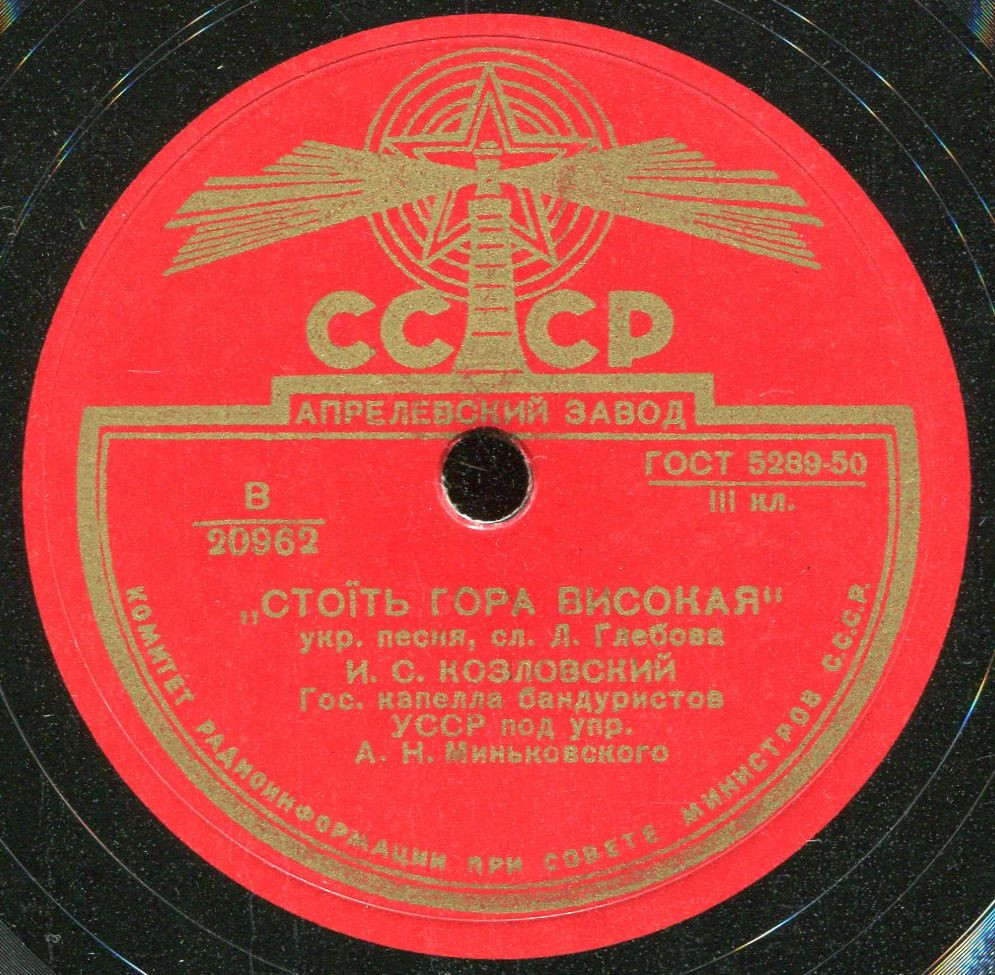 СССР
АПРЕЛЕВСКИЙ ЗАВОД
ГОСТ 5289-50
III кл.
В
20962
„СТОЇТЬ ГОРА ВИСОКАЯ“
укр. песня, сл. Л. Глебова
И. С. КОЗЛОВСКИЙ
Гос. капелла бандуристов
УССР под упр.
А. Н. Миньковского
КОМИТЕТ РАДИОИНФОРМАЦИИ ПРИ СОВЕТЕ МИНИСТРОВ С.С.С.Р.